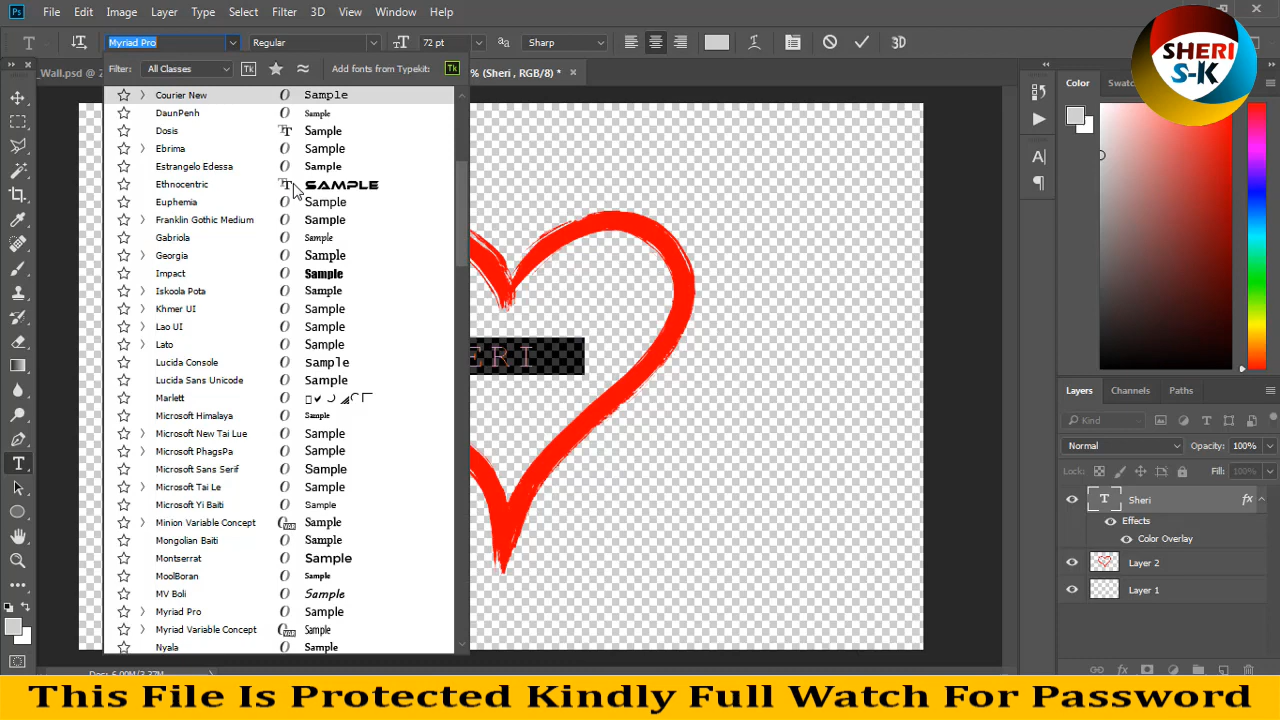 Ps File Edit Image Layer Type Select Filter 3D View Window Help
Myriad Pro Regular 72 pt Sharp 3D
SHERI
S-K
Filter: All Classes Tk Add fonts from Typekit: Tk
_Wall.psd @ % (Sheri , RGB/8) *
Color Swatc
Courier New Sample
DaunPenh Sample
Dosis Sample
Ebrima Sample
Estrangelo Edessa Sample
Ethnocentric SAMPLE
Euphemia Sample
Franklin Gothic Medium Sample
Gabriola Sample
Georgia Sample
Impact Sample
Iskoola Pota Sample
Khmer UI Sample
Lao UI Sample
Lato Sample
Lucida Console Sample
Lucida Sans Unicode Sample
Marlett
Microsoft Himalaya Sample
Microsoft New Tai Lue Sample
Microsoft PhagsPa Sample
Microsoft Sans Serif Sample
Microsoft Tai Le Sample
Microsoft Yi Baiti Sample
Minion Variable Concept Sample
Mongolian Baiti Sample
Montserrat Sample
MoolBoran Sample
MV Boli Sample
Myriad Pro Sample
Myriad Variable Concept Sample
Nyala Sample
ERI
Layers Channels Paths
Kind
Normal Opacity: 100%
Lock: Fill: 100%
Sheri fx
Effects
Color Overlay
Layer 2
Layer 1
This File Is Protected Kindly Full Watch For Password